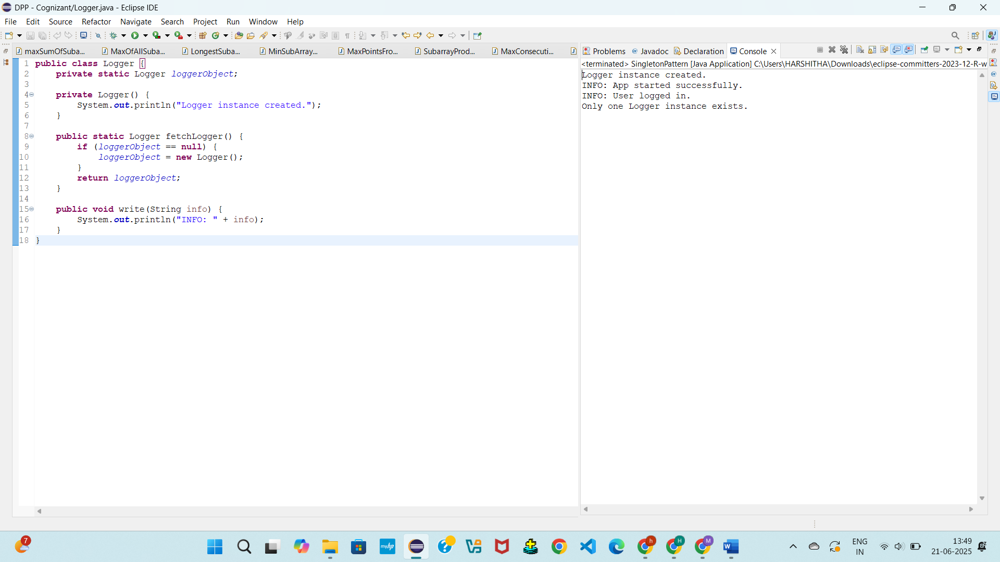 DPP - Cognizant/Logger.java - Eclipse IDE
File Edit Source Refactor Navigate Search Project Run Window Help
maxSumOfSuba... MaxOfAllSuba... LongestSuba... MinSubArray... MaxPointsFro... SubarrayProd... MaxConsecuti...
1 public class Logger {
2     private static Logger loggerObject;
3
4     private Logger() {
5         System.out.println("Logger instance created.");
6     }
7
8     public static Logger fetchLogger() {
9         if (loggerObject == null) {
10             loggerObject = new Logger();
11         }
12         return loggerObject;
13     }
14
15     public void write(String info) {
16         System.out.println("INFO: " + info);
17     }
18 }
Problems @ Javadoc Declaration Console
<terminated> SingletonPattern [Java Application] C:\Users\HARSHITHA\Downloads\eclipse-committers-2023-12-R-w
Logger instance created.
INFO: App started successfully.
INFO: User logged in.
Only one Logger instance exists.
7
myhp
h
H
M
W
ENG
IN
13:49
21-06-2025